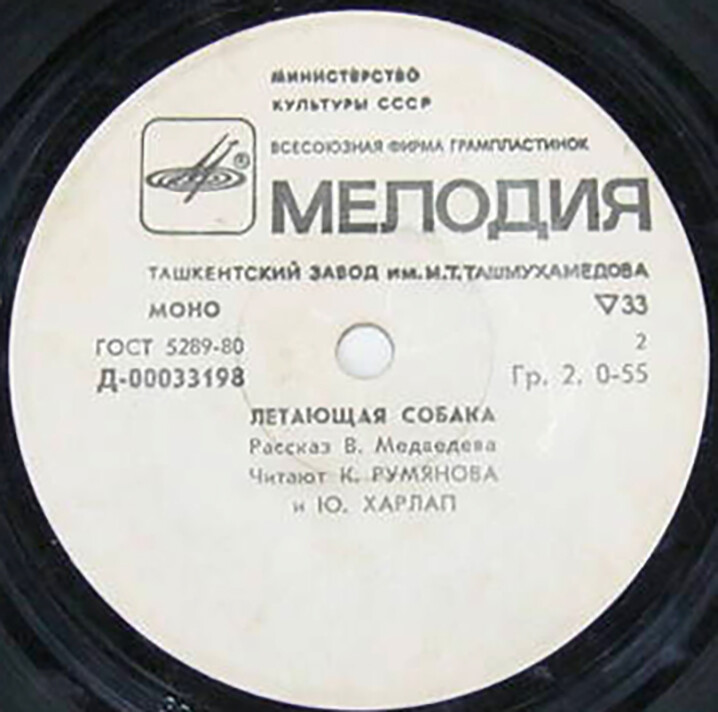 МИНИСТЕРСТВО
КУЛЬТУРЫ СССР
ВСЕСОЮЗНАЯ ФИРМА ГРАМПЛАСТИНОК
®
МЕЛОДИЯ
ТАШКЕНТСКИЙ ЗАВОД ИМ. М.Т.ТАШМУХАМЕДОВА
МОНО ▽33
ГОСТ 5289-80 2
Д-00033198 Гр. 2. 0-55
ЛЕТАЮЩАЯ СОБАКА
Рассказ В. Медведева
Читают К. РУМЯНОВА
и Ю. ХАРЛАП